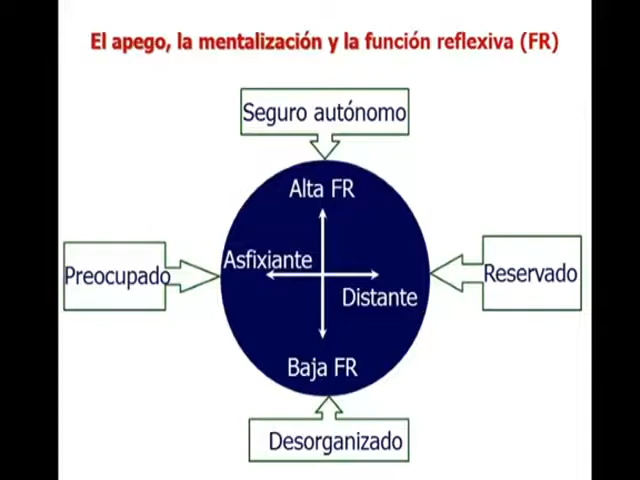 El apego, la mentalización y la función reflexiva (FR)
Seguro autónomo
Alta FR
Asfixiante
Preocupado
Reservado
Distante
Baja FR
Desorganizado